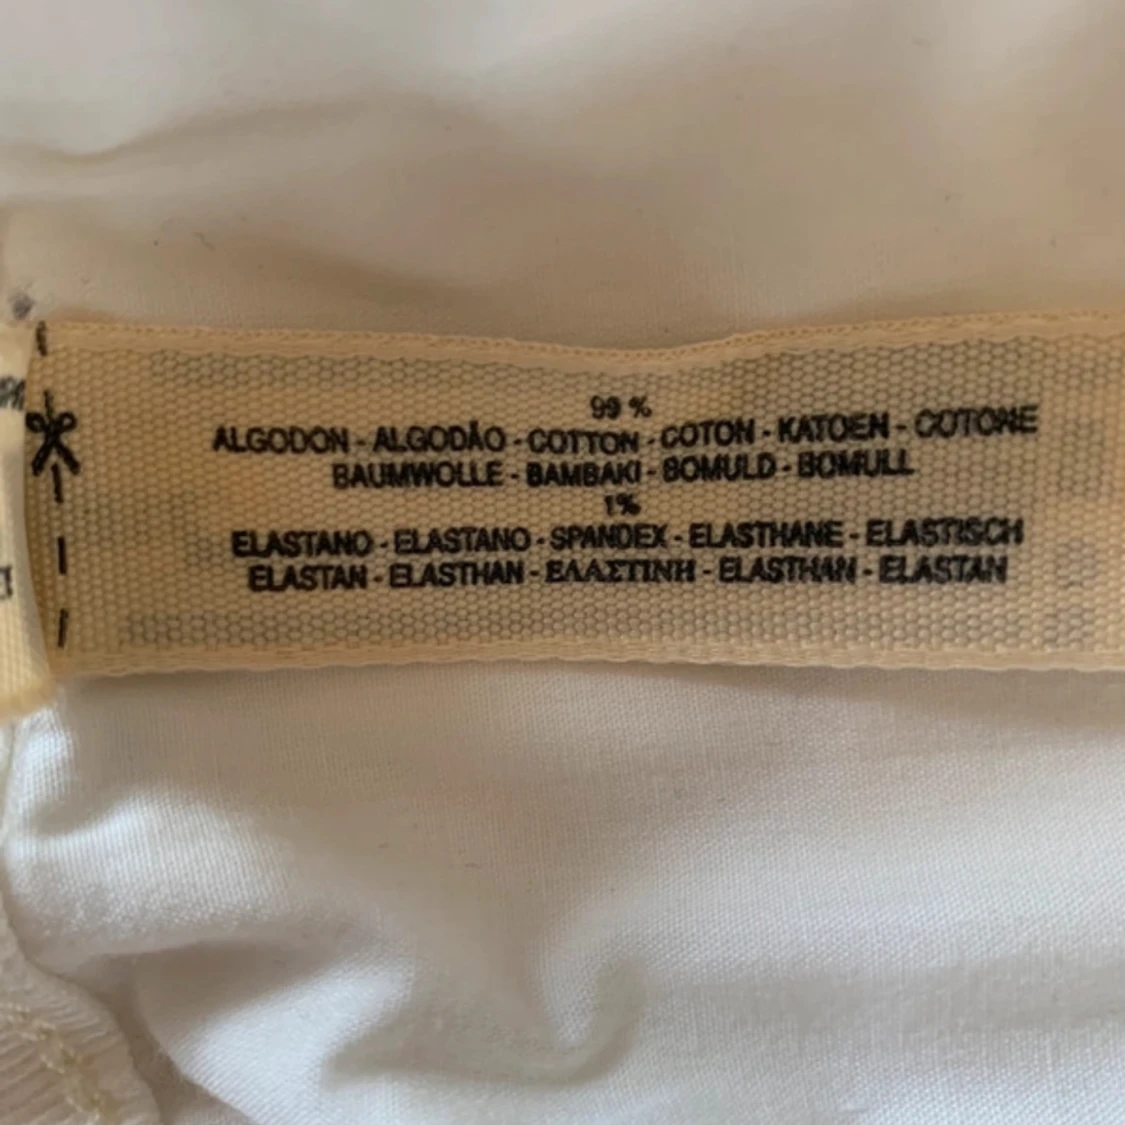 99 %
ALGODON - ALGODÃO - COTTON - COTON - KATOEN - COTONE
BAUMWOLLE - BAMBAKI - BOMULD - BOMULL
1%
ELASTANO - ELASTANO - SPANDEX - ELASTHANE - ELASTISCH
ELASTAN - ELASTHAN - ΕΛΑΣΤΙΝΗ - ELASTHAN - ELASTAN